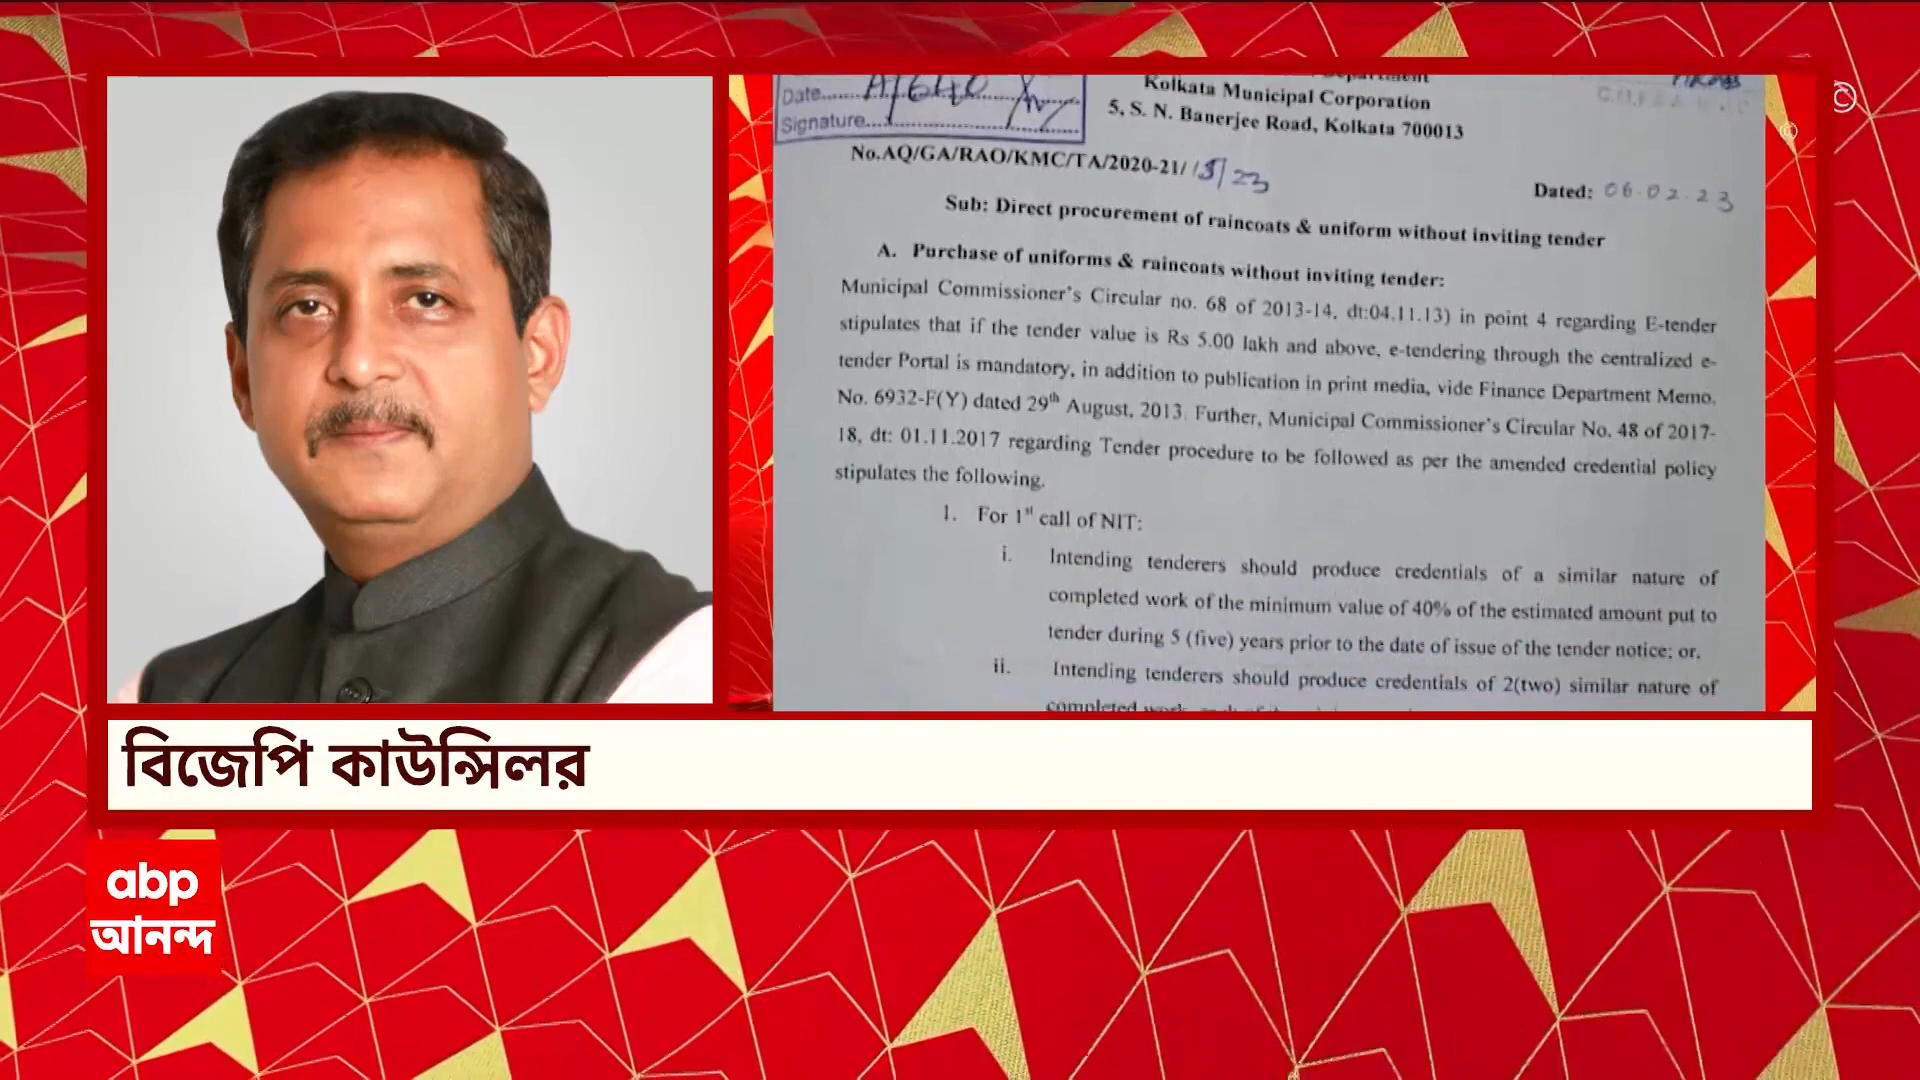 Date
Signature
Kolkata Municipal Corporation
5, S. N. Banerjee Road, Kolkata 700013
No.AQ/GA/RAO/KMC/TA/2020-21/
Dated: 06.02.23
Sub: Direct procurement of raincoats & uniform without inviting tender
A. Purchase of uniforms & raincoats without inviting tender:
Municipal Commissioner's Circular no. 68 of 2013-14, dt:04.11.13) in point 4 regarding E-tender
stipulates that if the tender value is Rs 5.00 lakh and above, e-tendering through the centralized e-
tender Portal is mandatory, in addition to publication in print media, vide Finance Department Memo.
No. 6932-F(Y) dated 29th August, 2013. Further, Municipal Commissioner's Circular No. 48 of 2017-
18, dt: 01.11.2017 regarding Tender procedure to be followed as per the amended credential policy
stipulates the following.
1. For 1st call of NIT:
i. Intending tenderers should produce credentials of a similar nature of
completed work of the minimum value of 40% of the estimated amount put to
tender during 5 (five) years prior to the date of issue of the tender notice; or.
ii. Intending tenderers should produce credentials of 2(two) similar nature of
completed work
বিজেপি কাউন্সিলর
abp
আনন্দ